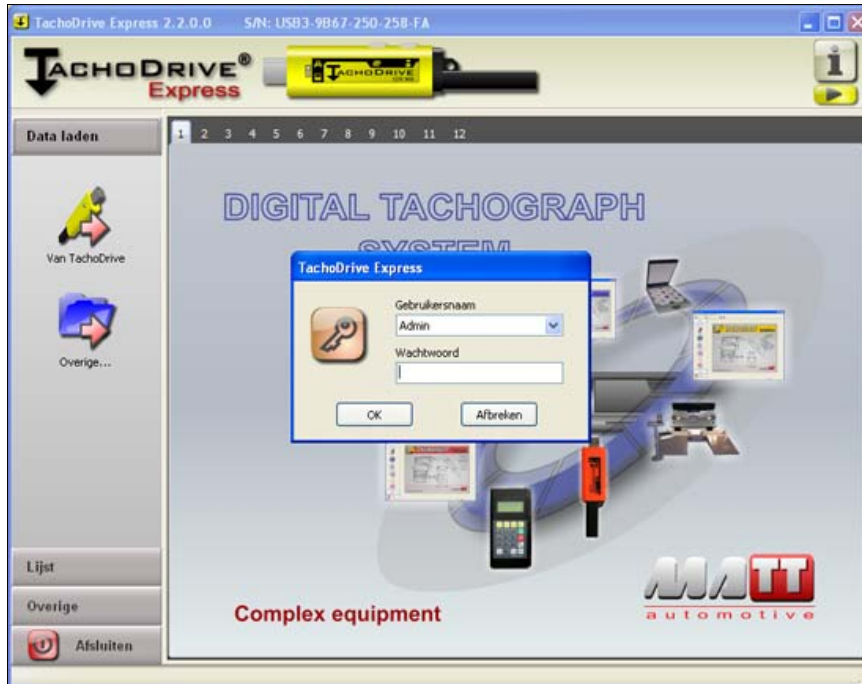 TachoDrive Express 2.2.0.0 S/N: USB3-9B67-250-258-FA
TACHODRIVE®
Express
TACHODRIVE
Data laden
1 2 3 4 5 6 7 8 9 10 11 12
Van TachoDrive
Overige...
DIGITAL TACHOGRAPH
SYSTEM
TachoDrive Express
Gebruikersnaam
Admin
Wachtwoord
OK Afbreken
Lijst
Overige
Afsluiten
Complex equipment
MATT
automotive